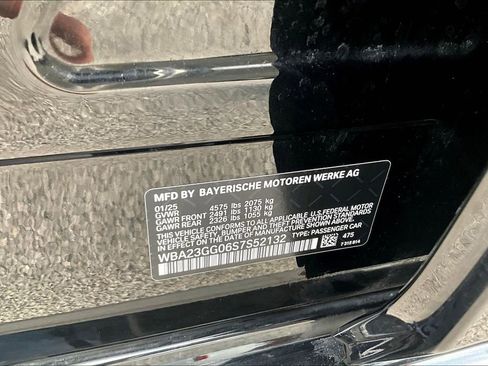 MFD BY BAYERISCHE MOTOREN WERKE AG
01/25
GVWR 4575 lbs 2075 kg
GAWR FRONT 2491 lbs 1130 kg
GAWR REAR 2326 lbs 1055 kg
THIS VEHICLE CONFORMS TO ALL APPLICABLE U.S. FEDERAL MOTOR
VEHICLE SAFETY, BUMPER, AND THEFT PREVENTION STANDARDS
IN EFFECT ON THE DATE OF MANUFACTURE SHOWN ABOVE.
WBA23GG06S7S52132 TYPE: PASSENGER CAR
475